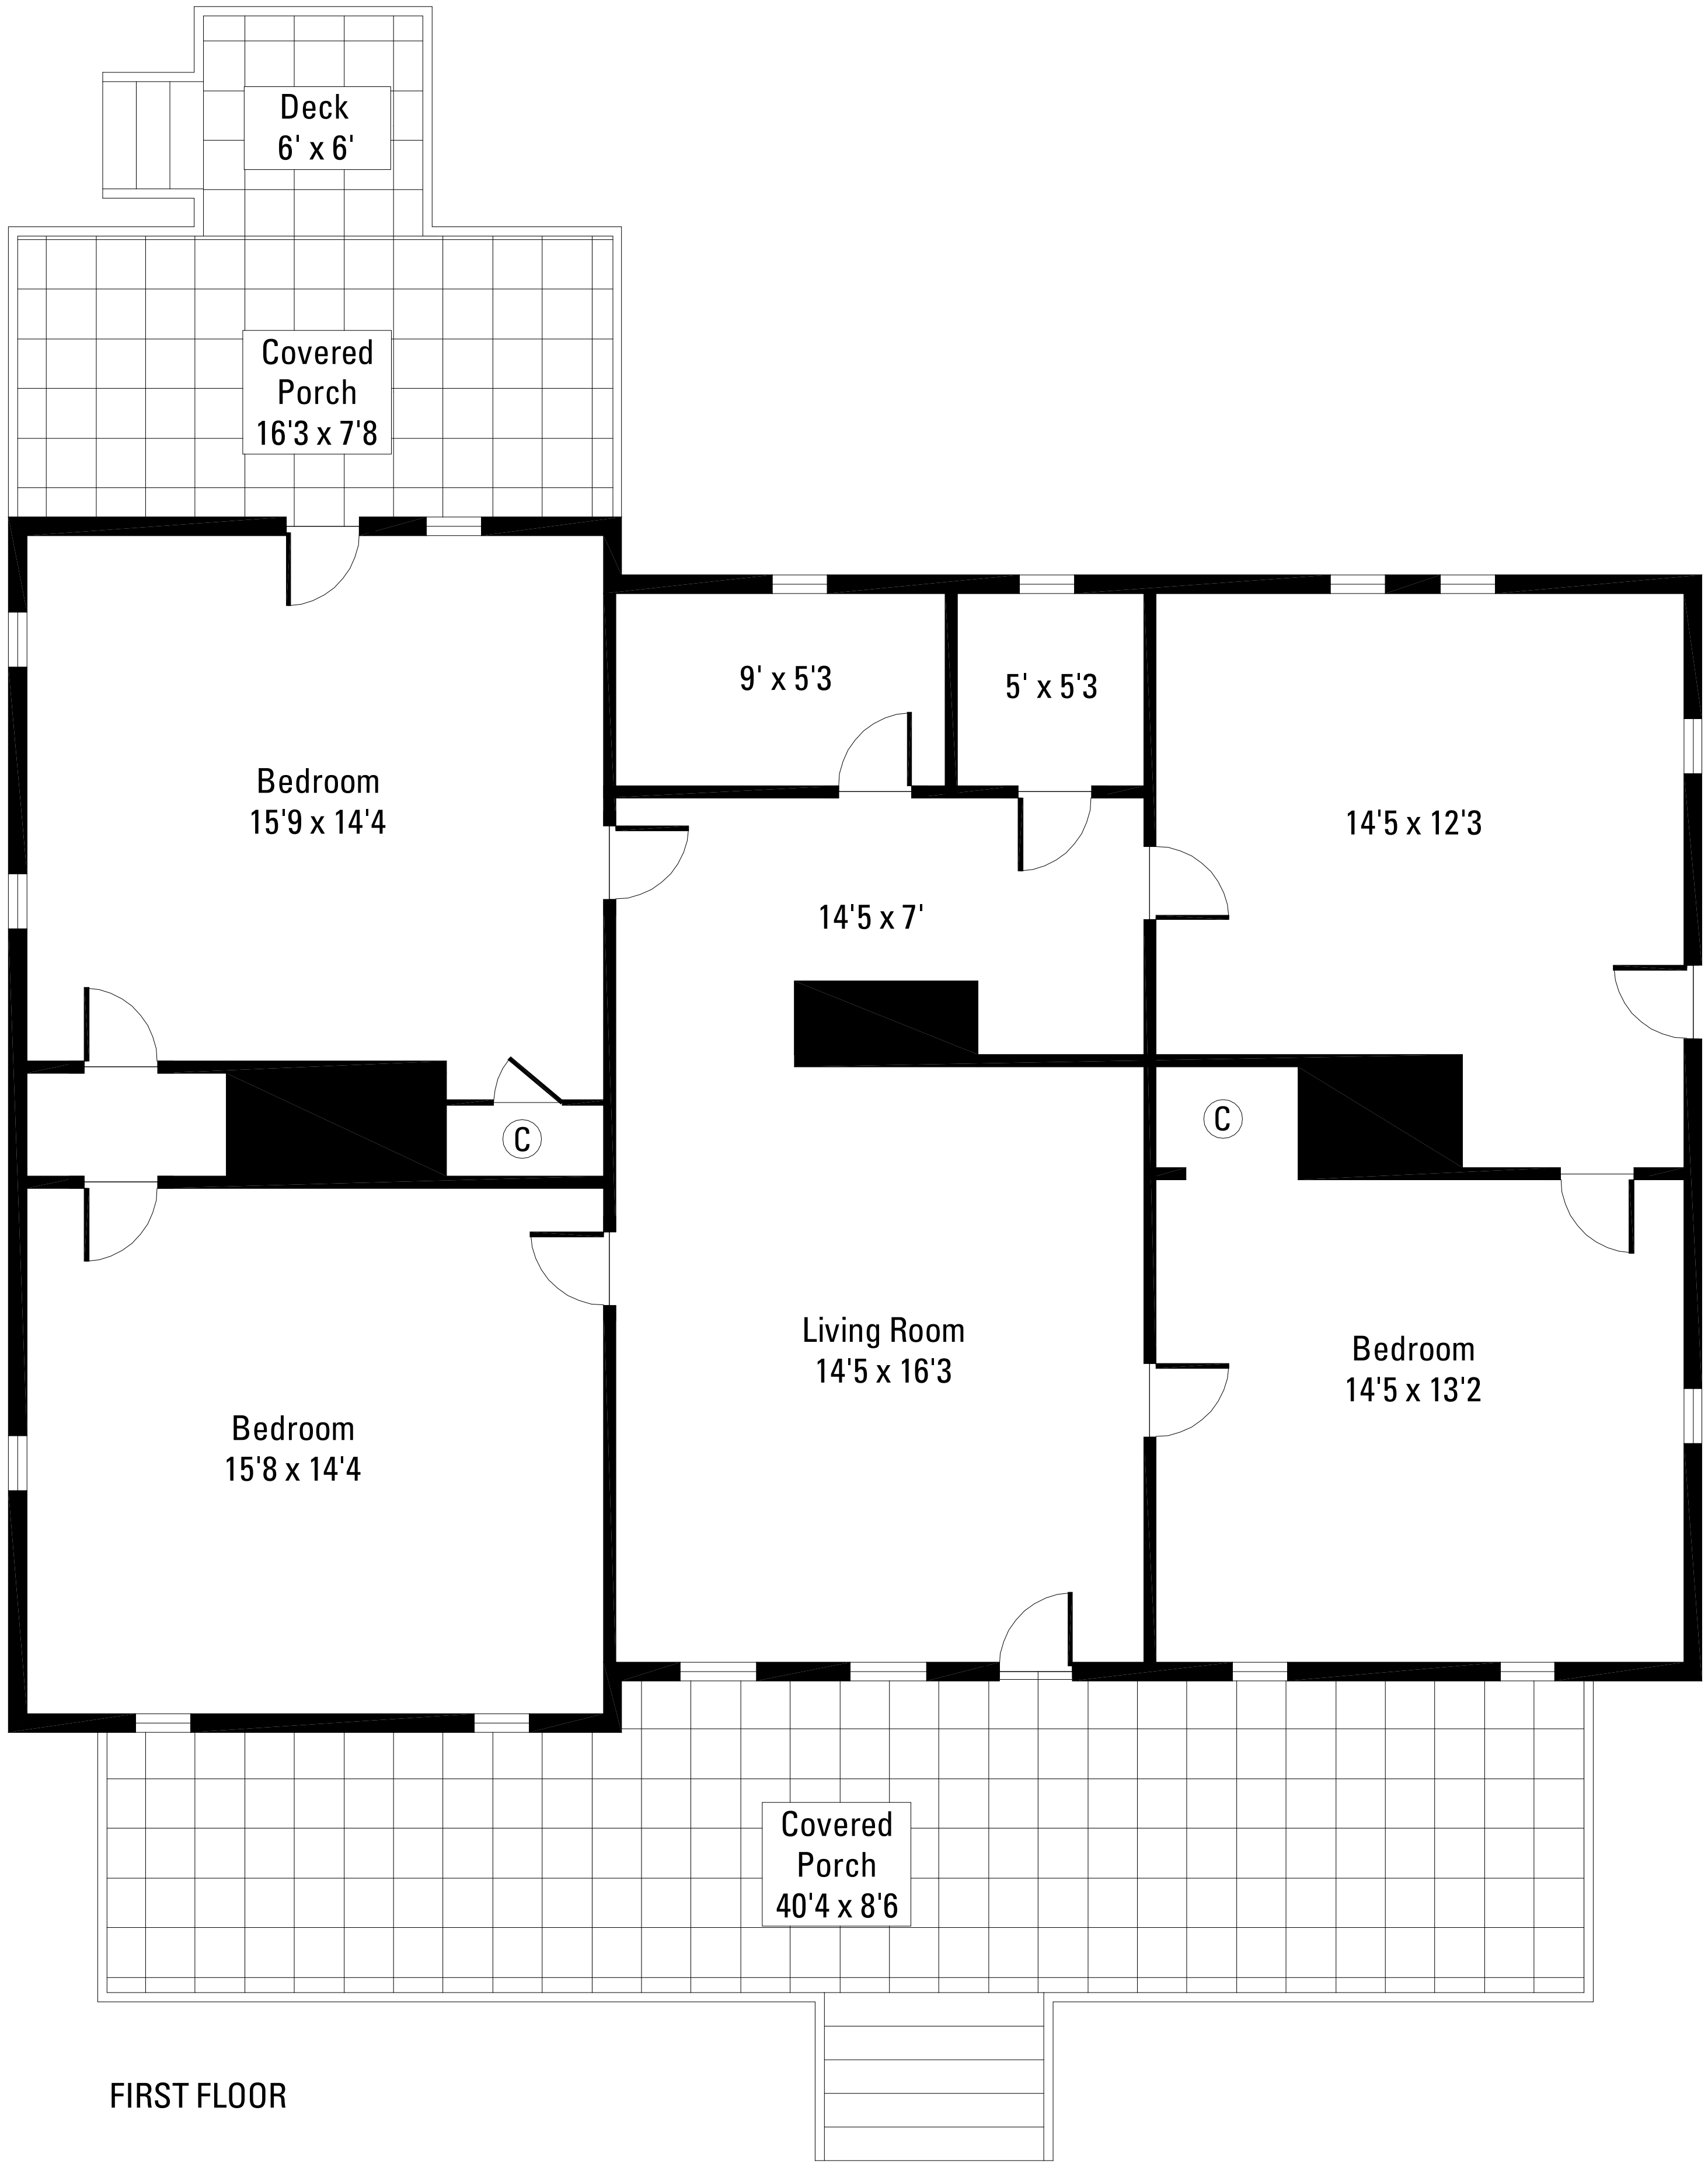 Deck
6' x 6'
Covered
Porch
16'3 x 7'8
9' x 5'3
5' x 5'3
Bedroom
15'9 x 14'4
14'5 x 12'3
14'5 x 7'
C
C
Living Room
14'5 x 16'3
Bedroom
14'5 x 13'2
Bedroom
15'8 x 14'4
Covered
Porch
40'4 x 8'6
FIRST FLOOR